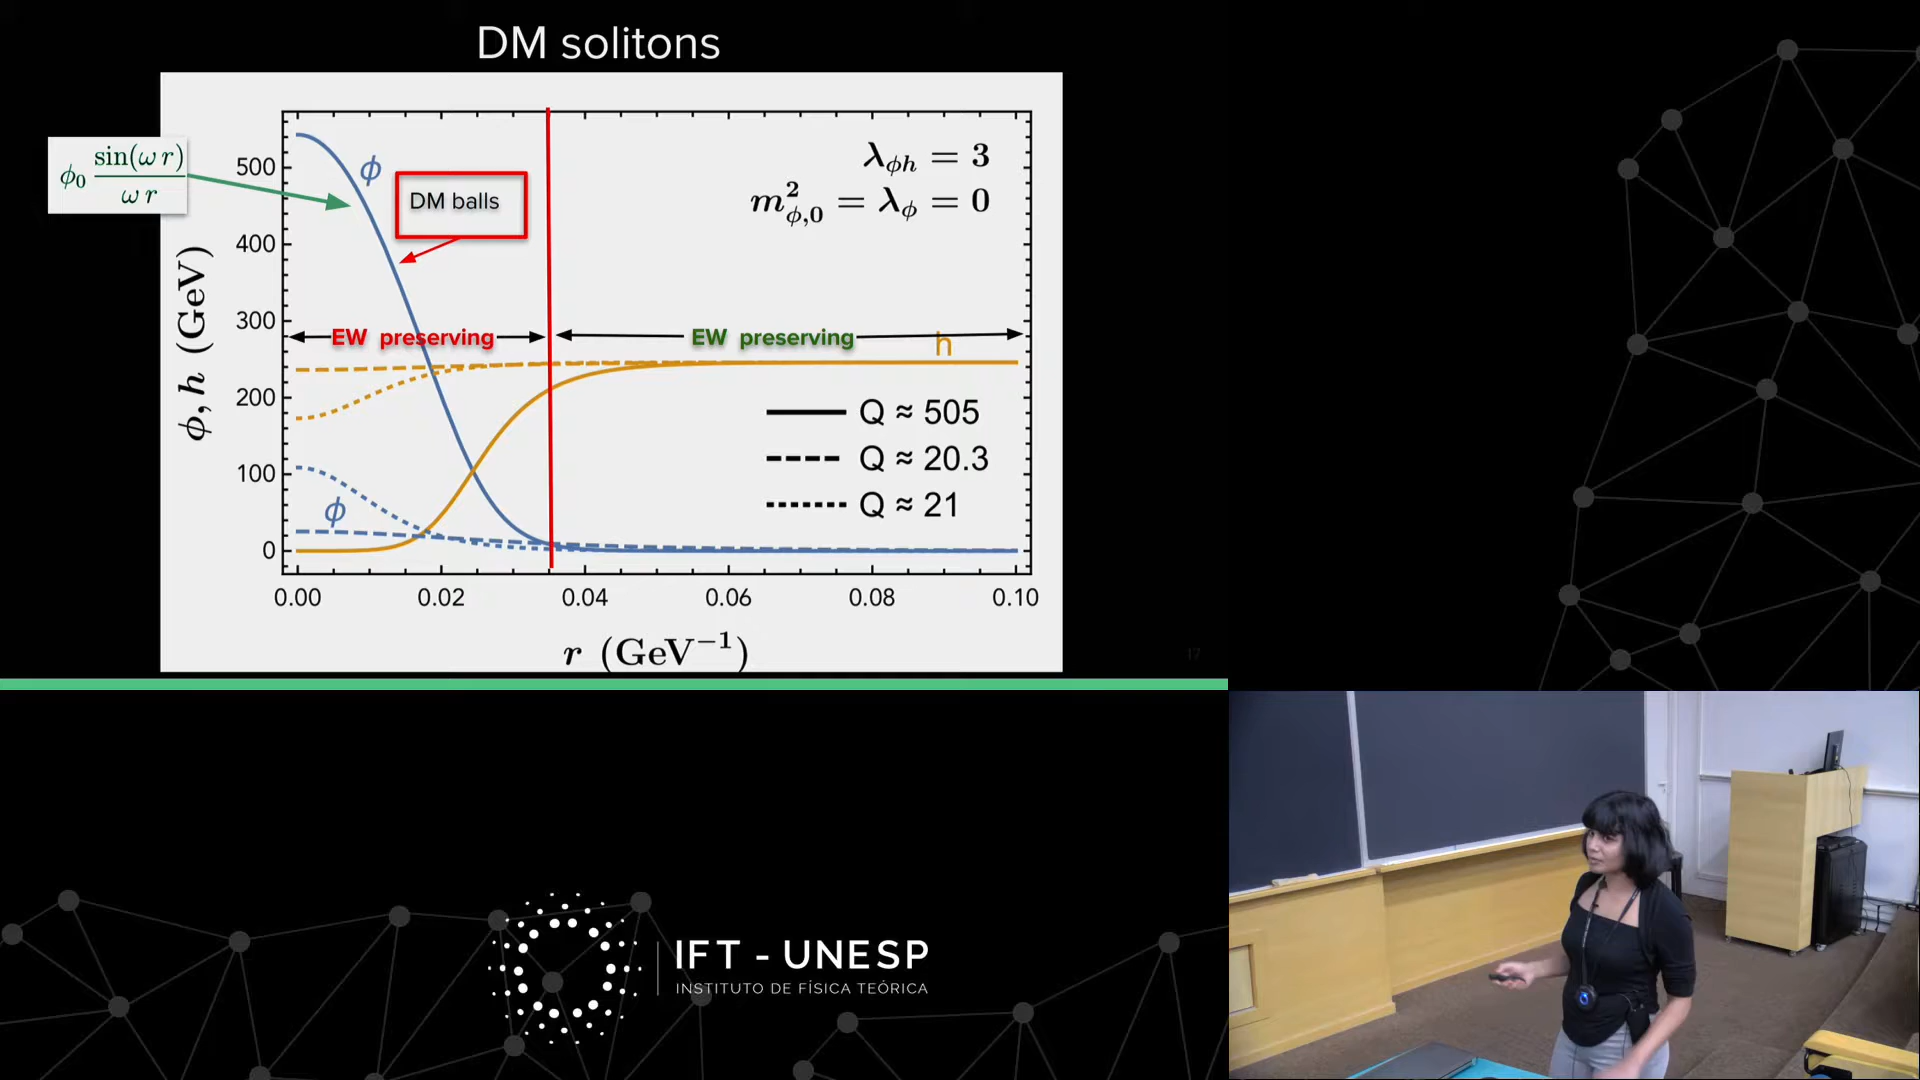 DM solitons
ϕ₀ sin(ω r) / ω r
ϕ
DM balls
λϕh = 3
m²ϕ,0 = λϕ = 0
EW preserving
EW preserving
h
Q ≈ 505
Q ≈ 20.3
Q ≈ 21
ϕ
ϕ, h (GeV)
500
400
300
200
100
0
0.00 0.02 0.04 0.06 0.08 0.10
r (GeV⁻¹)
17
IFT - UNESP
INSTITUTO DE FÍSICA TEÓRICA